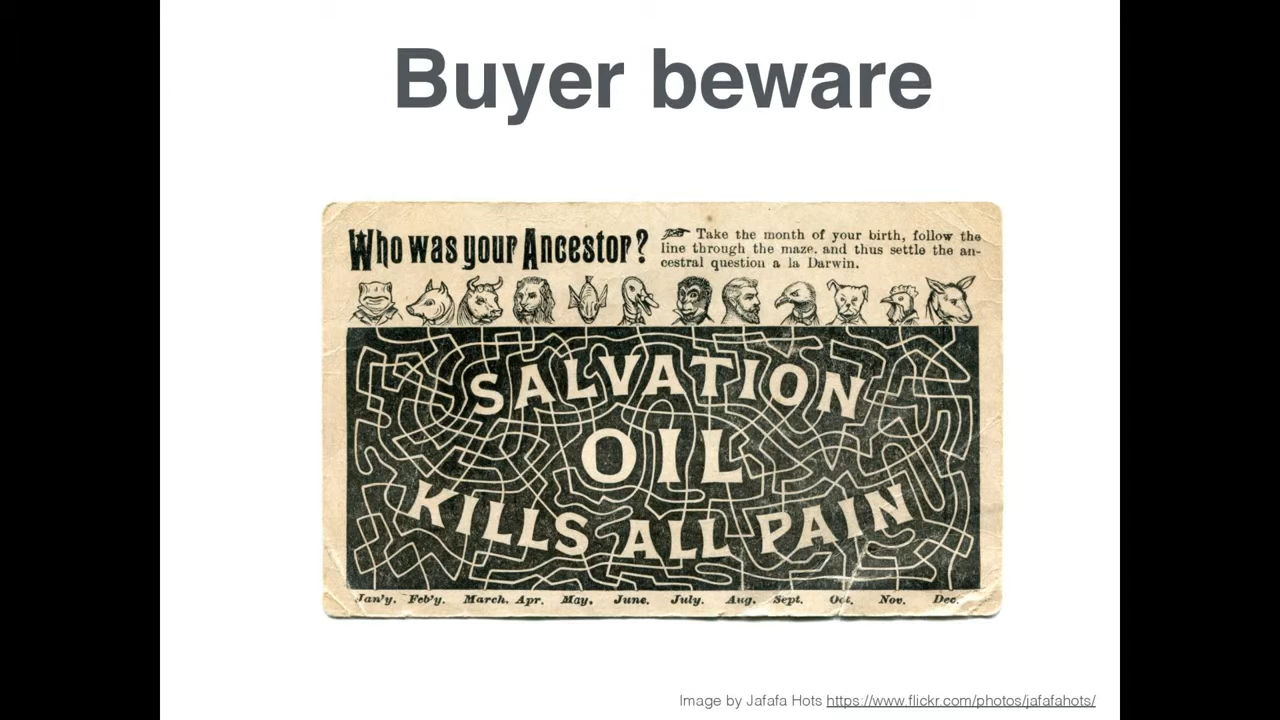 Buyer beware
Who was your Ancestor?
Take the month of your birth, follow the
line through the maze, and thus settle the an-
cestral question a la Darwin.
SALVATION
OIL
KILLS ALL PAIN
Jan'y. Feb'y. March. Apr. May. June. July. Aug. Sept. Oct. Nov. Dec.
Image by Jafafa Hots https://www.flickr.com/photos/jafafahots/